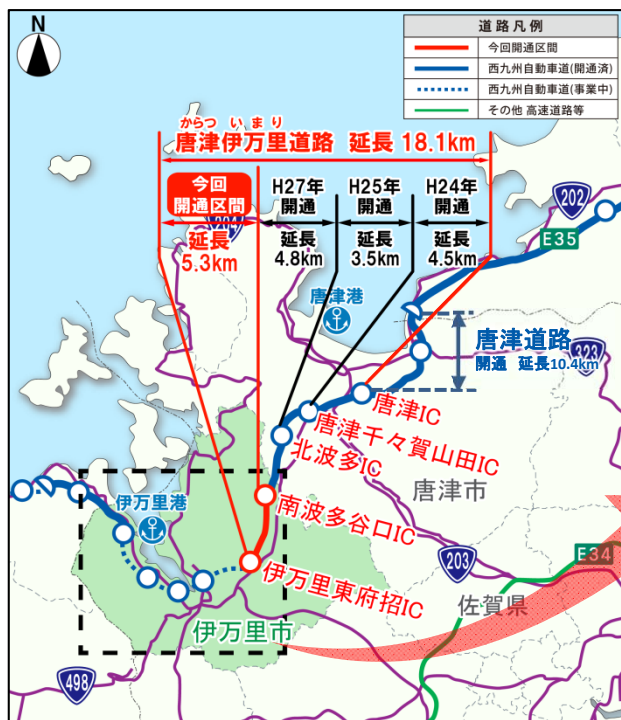 N
道路凡例
今回開通区間
西九州自動車道(開通済)
西九州自動車道(事業中)
その他 高速道路等
からつ いまり
唐津伊万里道路 延長 18.1km
今回
開通区間
延長
5.3km
H27年
開通
延長
4.8km
H25年
開通
延長
3.5km
H24年
開通
延長
4.5km
202
E35
204
唐津港
唐津道路
開通 延長10.4km
323
唐津IC
唐津千々賀山田IC
北波多IC
唐津市
南波多谷口IC
伊万里港
203
E34
伊万里東府招IC
佐賀県
伊万里市
498